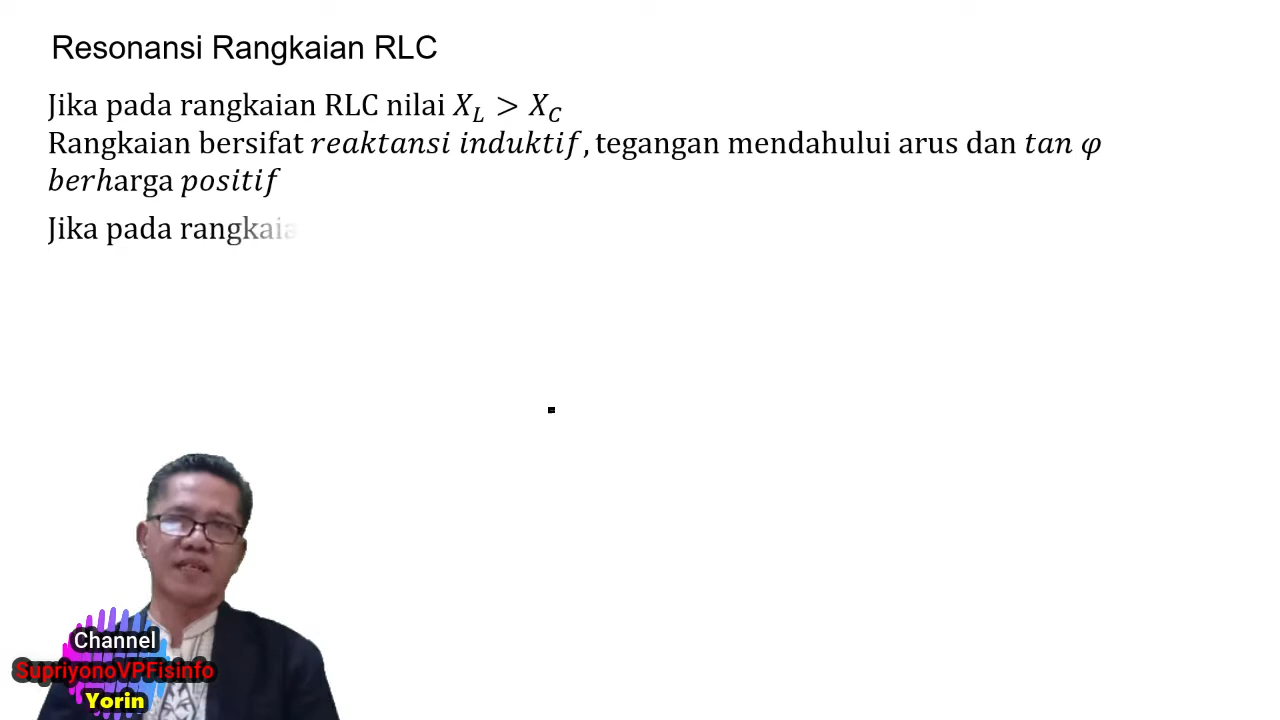 Resonansi Rangkaian RLC
Jika pada rangkaian RLC nilai X_L > X_C
Rangkaian bersifat reaktansi induktif, tegangan mendahului arus dan tan φ
berharga positif
Jika pada rangkaia
Channel
SupriyonoVPFisinfo
Yorin